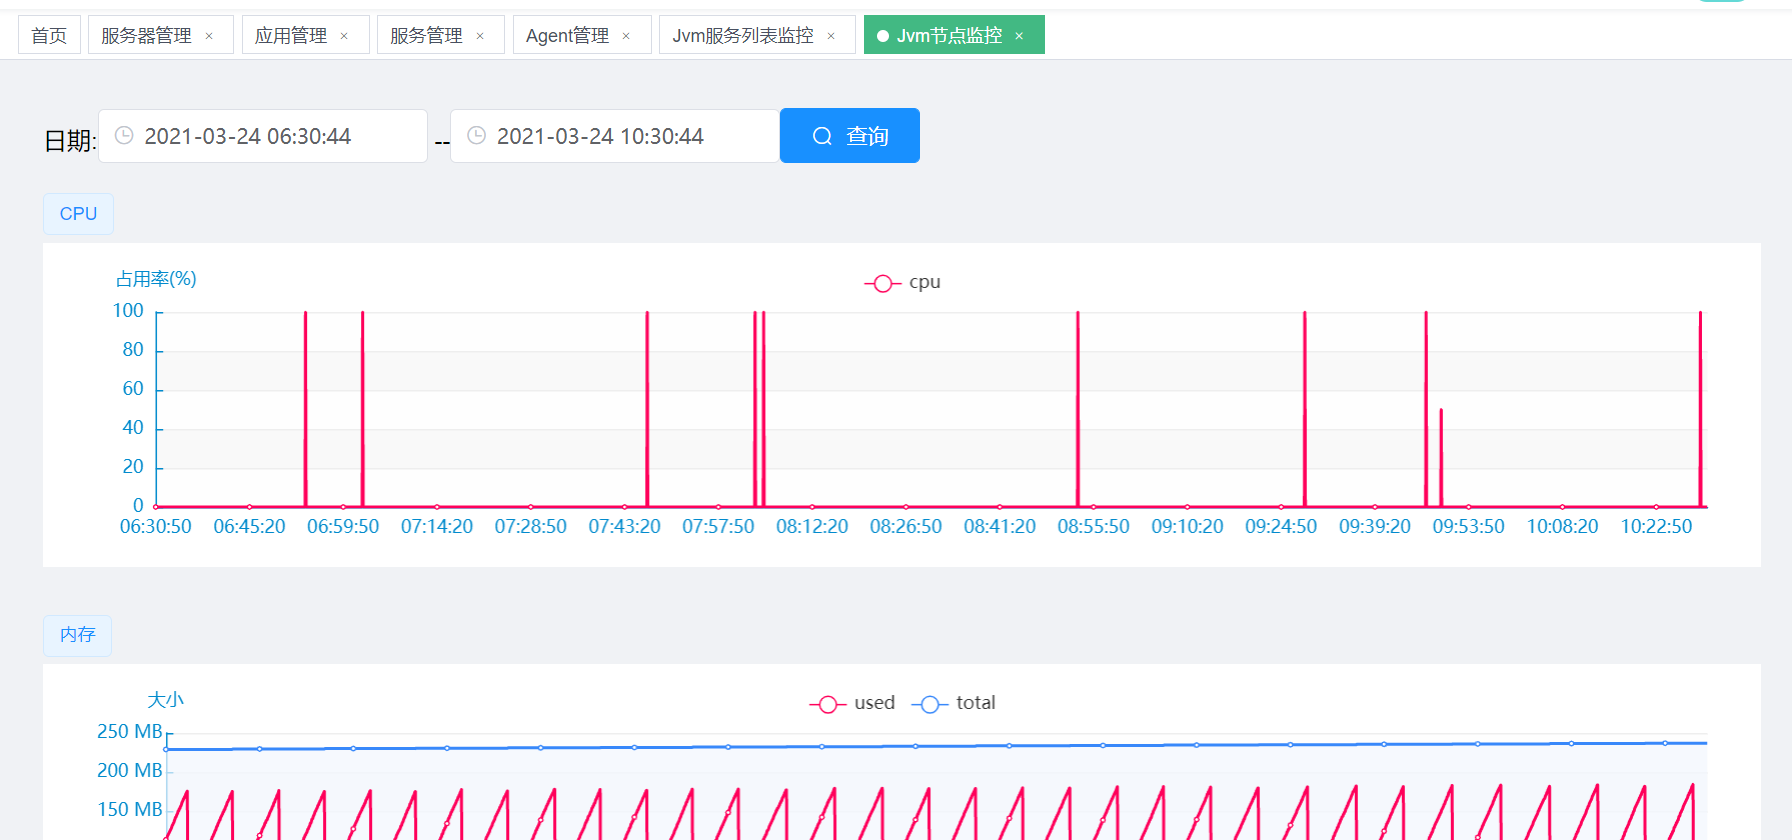 首页 服务器管理 × 应用管理 × 服务管理 × Agent管理 × Jvm服务列表监控 × Jvm节点监控 ×
日期: 2021-03-24 06:30:44 -- 2021-03-24 10:30:44 查询
CPU
占用率(%) cpu
100
80
60
40
20
0
06:30:50 06:45:20 06:59:50 07:14:20 07:28:50 07:43:20 07:57:50 08:12:20 08:26:50 08:41:20 08:55:50 09:10:20 09:24:50 09:39:20 09:53:50 10:08:20 10:22:50
内存
大小 used total
250 MB
200 MB
150 MB